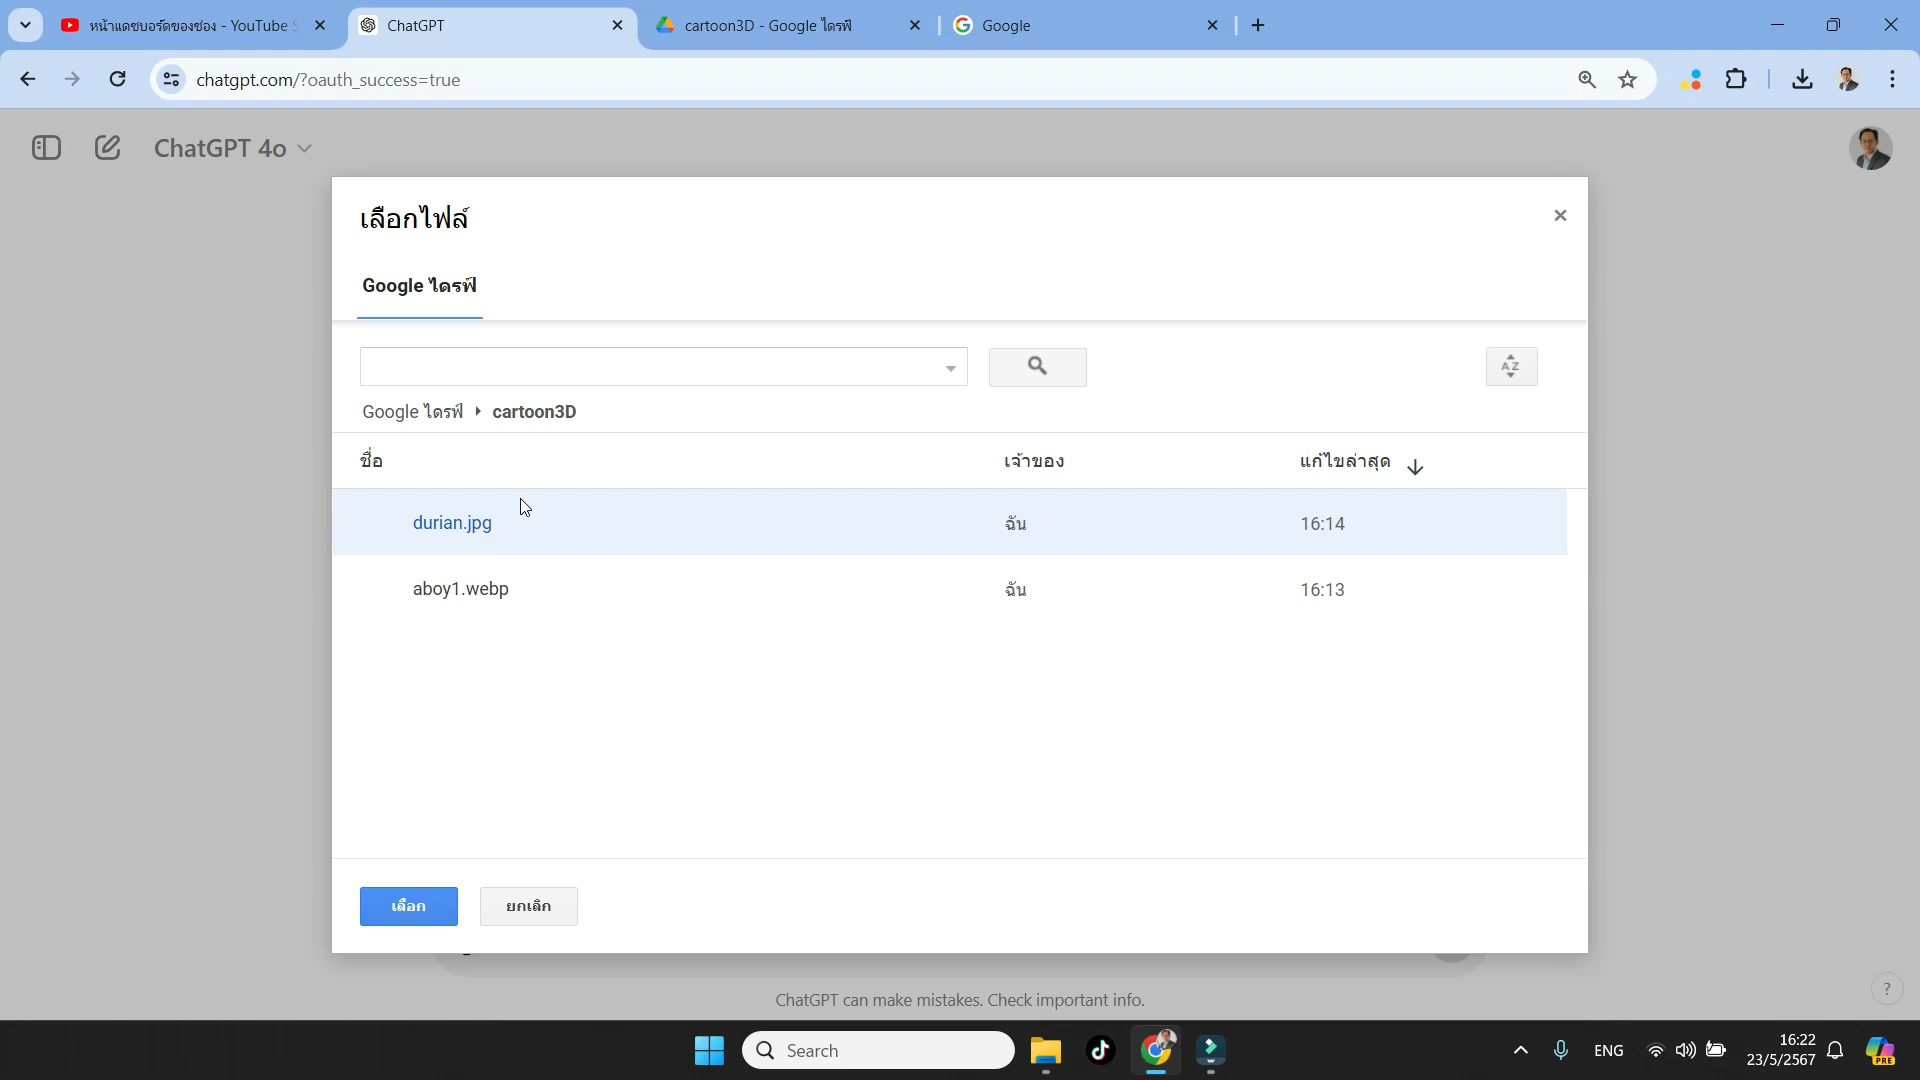 หน้าแดชบอร์ดของช่อง - YouTube S
ChatGPT
cartoon3D - Google ไดรฟ์
Google
chatgpt.com/?oauth_success=true
ChatGPT 4o
เลือกไฟล์
Google ไดรฟ์
AZ
Google ไดรฟ์ cartoon3D
ชื่อ เจ้าของ แก้ไขล่าสุด
durian.jpg ฉัน 16:14
aboy1.webp ฉัน 16:13
เลือก ยกเลิก
ChatGPT can make mistakes. Check important info.
?
Search
ENG
16:22
23/5/2567
PRE